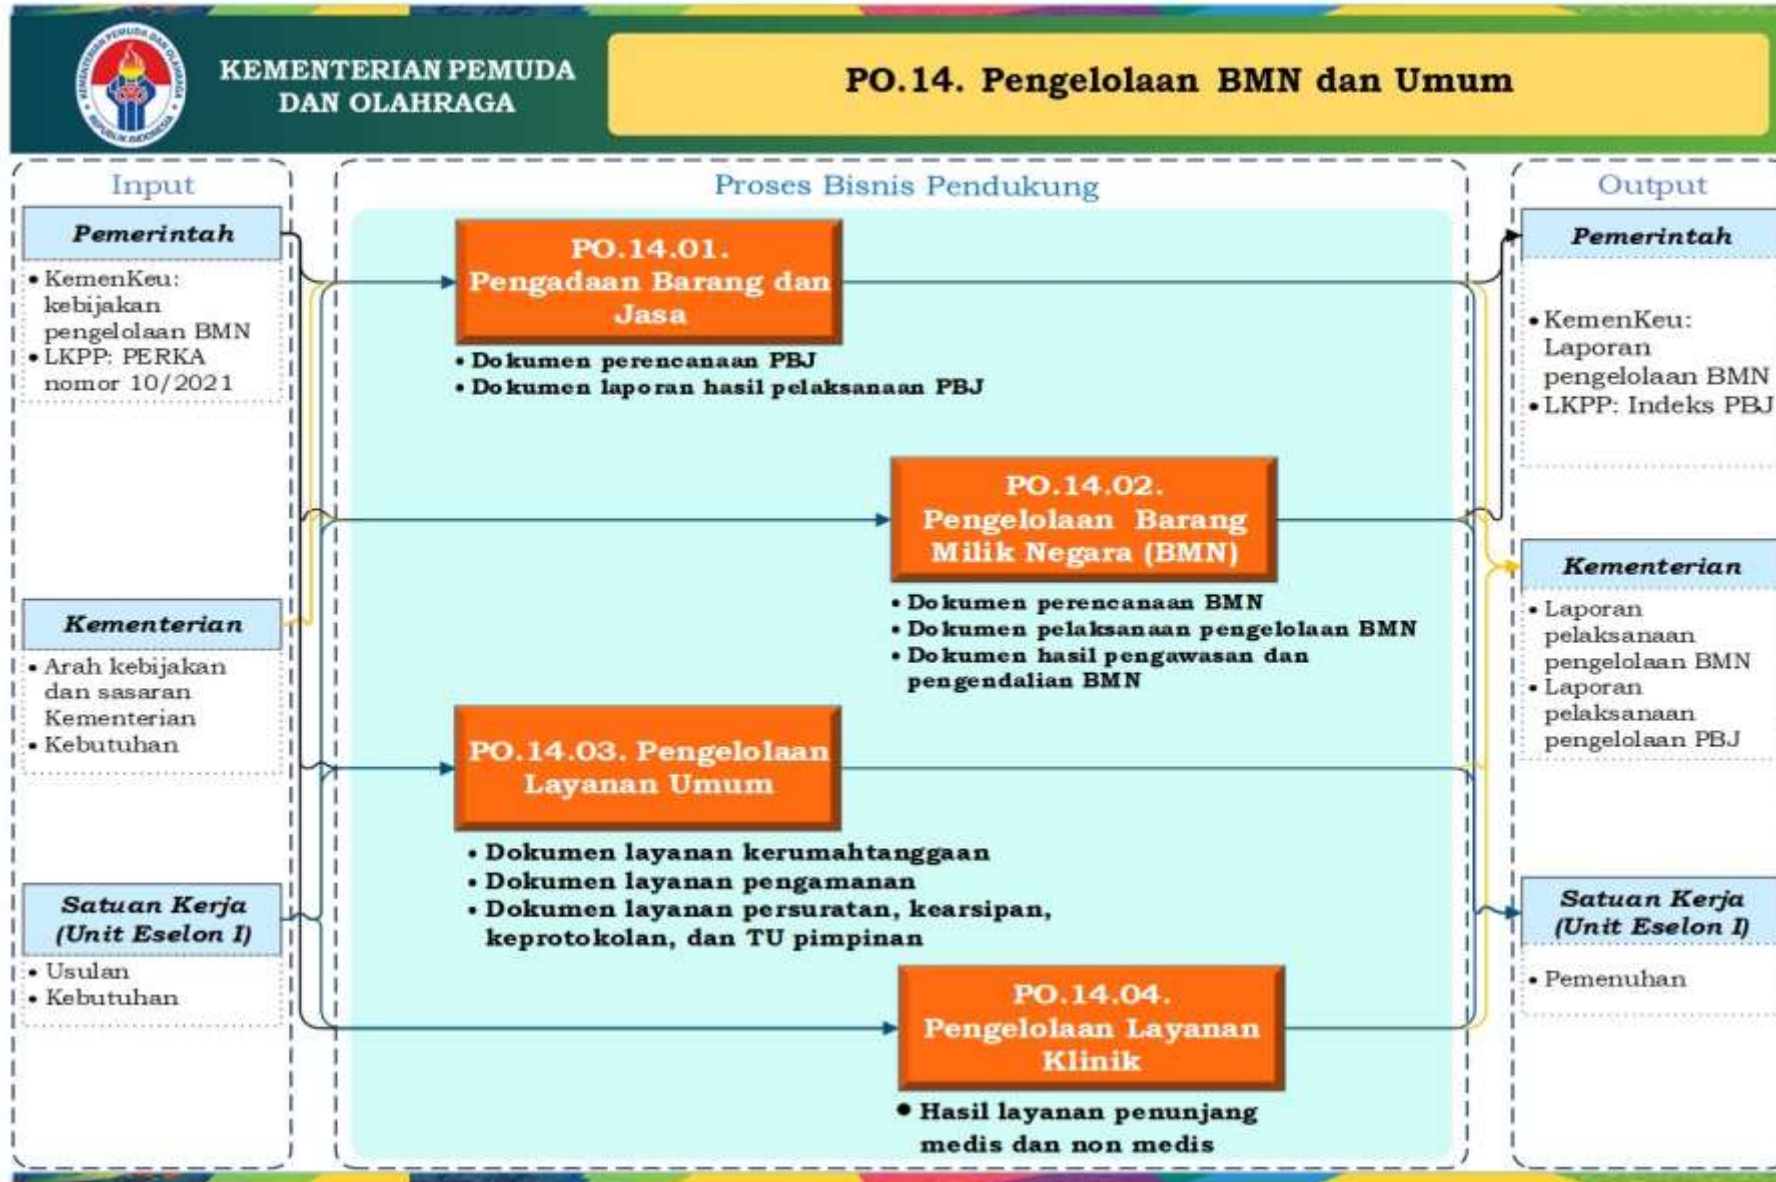 KEMENTERIAN PEMUDA DAN OLAHRAGA
REPUBLIK INDONESIA
KEMENTERIAN PEMUDA
DAN OLAHRAGA
PO.14. Pengelolaan BMN dan Umum
Input
Pemerintah
• KemenKeu:
kebijakan
pengelolaan BMN
• LKPP: PERKA
nomor 10/2021
Kementerian
• Arah kebijakan
dan sasaran
Kementerian
• Kebutuhan
Satuan Kerja
(Unit Eselon I)
• Usulan
• Kebutuhan
Proses Bisnis Pendukung
PO.14.01.
Pengadaan Barang dan
Jasa
• Dokumen perencanaan PBJ
• Dokumen laporan hasil pelaksanaan PBJ
PO.14.02.
Pengelolaan Barang
Milik Negara (BMN)
• Dokumen perencanaan BMN
• Dokumen pelaksanaan pengelolaan BMN
• Dokumen hasil pengawasan dan
pengendalian BMN
PO.14.03. Pengelolaan
Layanan Umum
• Dokumen layanan kerumahtanggaan
• Dokumen layanan pengamanan
• Dokumen layanan persuratan, kearsipan,
keprotokolan, dan TU pimpinan
PO.14.04.
Pengelolaan Layanan
Klinik
• Hasil layanan penunjang
medis dan non medis
Output
Pemerintah
• KemenKeu:
Laporan
pengelolaan BMN
• LKPP: Indeks PBJ
Kementerian
• Laporan
pelaksanaan
pengelolaan BMN
• Laporan
pelaksanaan
pengelolaan PBJ
Satuan Kerja
(Unit Eselon I)
• Pemenuhan